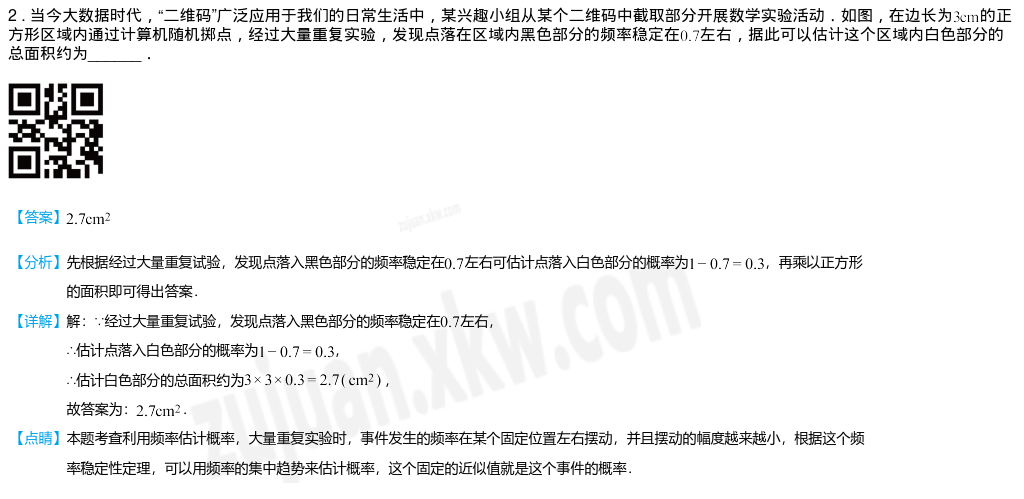 2．当今大数据时代，“二维码”广泛应用于我们的日常生活中，某兴趣小组从某个二维码中截取部分开展数学实验活动．如图，在边长为3cm的正
方形区域内通过计算机随机掷点，经过大量重复实验，发现点落在区域内黑色部分的频率稳定在0.7左右，据此可以估计这个区域内白色部分的
总面积约为______．
【答案】2.7cm²
【分析】先根据经过大量重复试验，发现点落入黑色部分的频率稳定在0.7左右可估计点落入白色部分的概率为1－0.7＝0.3，再乘以正方形
的面积即可得出答案．
【详解】解：∵经过大量重复试验，发现点落入黑色部分的频率稳定在0.7左右，
∴估计点落入白色部分的概率为1－0.7＝0.3，
∴估计白色部分的总面积约为3×3×0.3＝2.7(cm²)，
故答案为：2.7cm²．
【点睛】本题考查利用频率估计概率，大量重复实验时，事件发生的频率在某个固定位置左右摆动，并且摆动的幅度越来越小，根据这个频
率稳定性定理，可以用频率的集中趋势来估计概率，这个固定的近似值就是这个事件的概率．
zujuan.xkw.com
zujuan.xkw.com